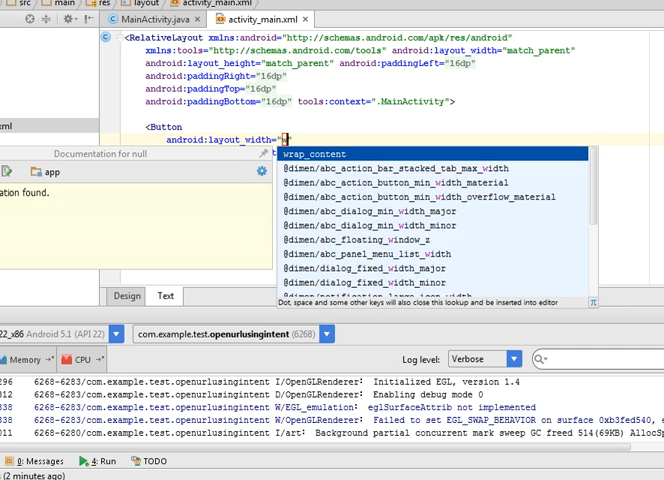 src main res layout activity_main.xml
MainActivity.java × activity_main.xml ×
<RelativeLayout xmlns:android="http://schemas.android.com/apk/res/android"
xmlns:tools="http://schemas.android.com/tools" android:layout_width="match_parent"
android:layout_height="match_parent" android:paddingLeft="16dp"
android:paddingRight="16dp"
android:paddingTop="16dp"
android:paddingBottom="16dp" tools:context=".MainActivity">
xml
<Button
android:layout_width="w"
Documentation for null
app
ation found.
wrap_content
@dimen/abc_action_bar_stacked_tab_max_width
@dimen/abc_action_button_min_width_material
@dimen/abc_action_button_min_width_overflow_material
@dimen/abc_dialog_min_width_major
@dimen/abc_dialog_min_width_minor
@dimen/abc_floating_window_z
@dimen/abc_panel_menu_list_width
@dimen/dialog_fixed_width_major
@dimen/dialog_fixed_width_minor
@dimen/notification_large_icon_width
Dot, space and some other keys will also close this lookup and be inserted into editor
π
Design Text
22_x86 Android 5.1 (API 22) com.example.test.openurlusingintent (6268)
Memory CPU Log level: Verbose
296 6268-6283/com.example.test.openurlusingintent I/OpenGLRenderer: Initialized EGL, version 1.4
312 6268-6283/com.example.test.openurlusingintent D/OpenGLRenderer: Enabling debug mode 0
338 6268-6283/com.example.test.openurlusingintent W/EGL_emulation: eglSurfaceAttrib not implemented
338 6268-6283/com.example.test.openurlusingintent W/OpenGLRenderer: Failed to set EGL_SWAP_BEHAVIOR on surface 0xb3fed540, e
011 6268-6277/com.example.test.openurlusingintent I/art: Background partial concurrent mark sweep GC freed 514(69KB) AllocSp
0: Messages 4: Run TODO
(2 minutes ago)